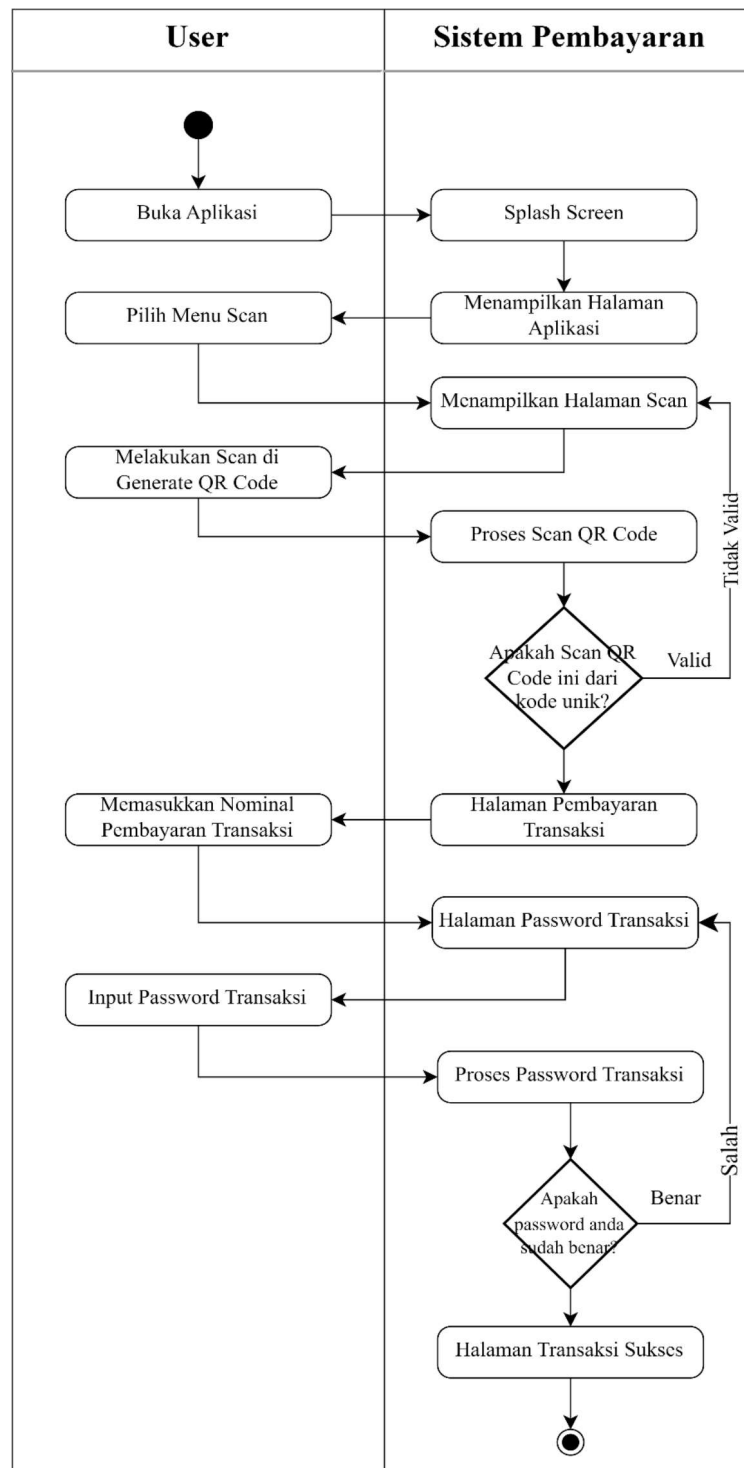 User
Sistem Pembayaran
Buka Aplikasi
Splash Screen
Pilih Menu Scan
Menampilkan Halaman
Aplikasi
Menampilkan Halaman Scan
Melakukan Scan di
Generate QR Code
Proses Scan QR Code
Tidak Valid
Apakah Scan QR
Code ini dari
kode unik?
Valid
Memasukkan Nominal
Pembayaran Transaksi
Halaman Pembayaran
Transaksi
Halaman Password Transaksi
Input Password Transaksi
Proses Password Transaksi
Salah
Apakah
password anda
sudah benar?
Benar
Halaman Transaksi Sukses